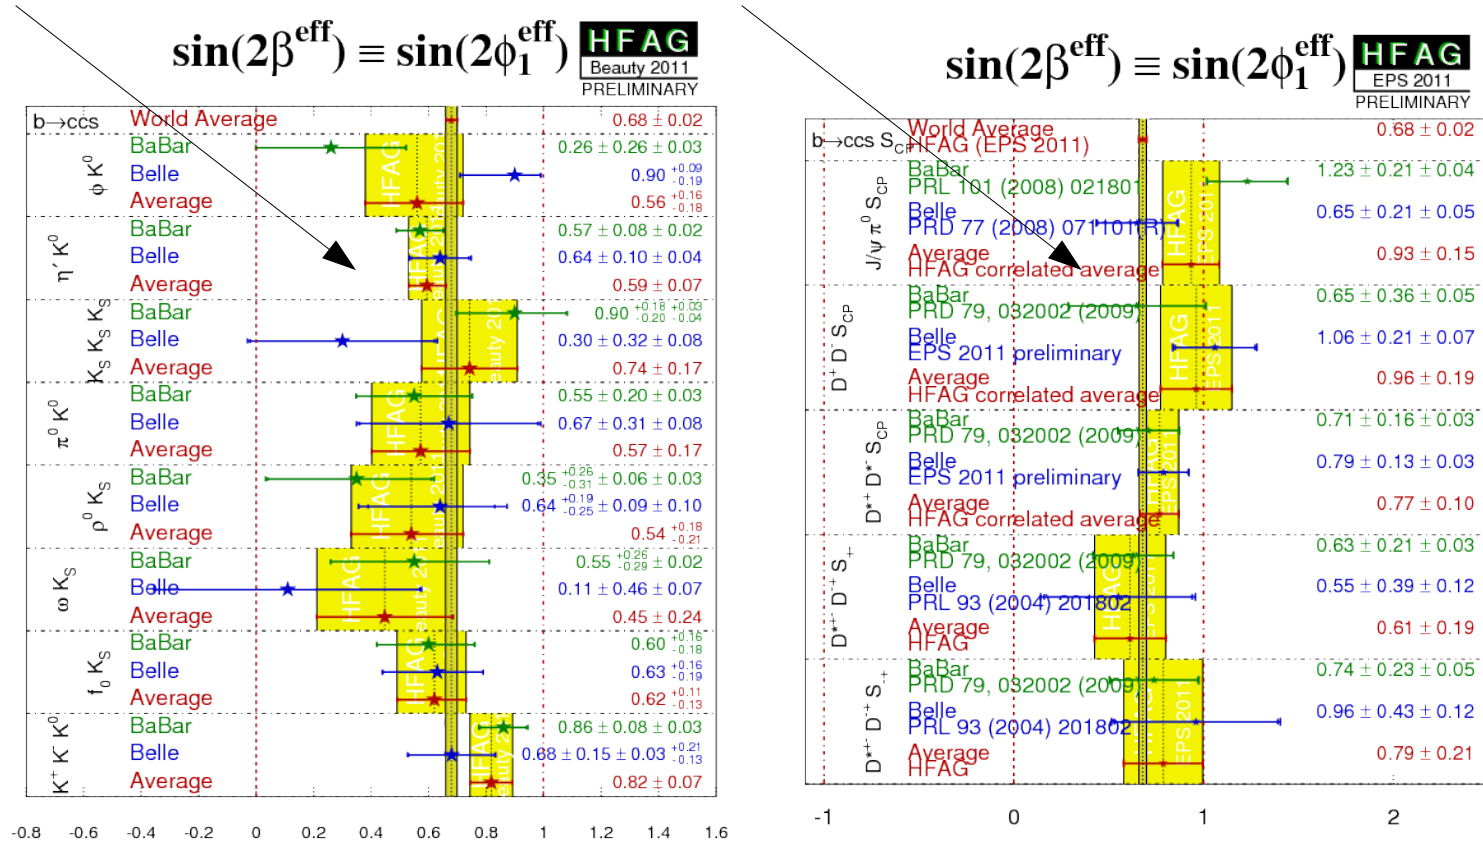 sin(2β^eff) ≡ sin(2ϕ₁^eff)
HFAG
Beauty 2011
PRELIMINARY
b→ccs World Average 0.68 ± 0.02
ϕ K⁰
BaBar 0.26 ± 0.26 ± 0.03
Belle 0.90 +0.09 -0.19
Average 0.56 +0.16 -0.18
η′ K⁰
BaBar 0.57 ± 0.08 ± 0.02
Belle 0.64 ± 0.10 ± 0.04
Average 0.59 ± 0.07
K_S K_S K_S
BaBar 0.90 +0.18 -0.20 +0.03 -0.04
Belle 0.30 ± 0.32 ± 0.08
Average 0.74 ± 0.17
π⁰ K⁰
BaBar 0.55 ± 0.20 ± 0.03
Belle 0.67 ± 0.31 ± 0.08
Average 0.57 ± 0.17
ρ⁰ K_S
BaBar 0.35 +0.26 -0.31 ± 0.06 ± 0.03
Belle 0.64 +0.19 -0.25 ± 0.09 ± 0.10
Average 0.54 +0.18 -0.21
ω K_S
BaBar 0.55 +0.26 -0.29 ± 0.02
Belle 0.11 ± 0.46 ± 0.07
Average 0.45 ± 0.24
f₀ K_S
BaBar 0.60 +0.16 -0.18
Belle 0.63 +0.16 -0.19
Average 0.62 +0.11 -0.13
K⁺ K⁻ K⁰
BaBar 0.86 ± 0.08 ± 0.03
Belle 0.68 ± 0.15 ± 0.03 +0.21 -0.13
Average 0.82 ± 0.07
-0.8 -0.6 -0.4 -0.2 0 0.2 0.4 0.6 0.8 1 1.2 1.4 1.6
sin(2β^eff) ≡ sin(2ϕ₁^eff)
HFAG
EPS 2011
PRELIMINARY
b→ccs S_CP
World Average 0.68 ± 0.02
HFAG (EPS 2011)
J/ψ π⁰ S_CP
BaBar 1.23 ± 0.21 ± 0.04
PRL 101 (2008) 021801
Belle 0.65 ± 0.21 ± 0.05
PRD 77 (2008) 071101(R)
Average 0.93 ± 0.15
HFAG correlated average
D⁺ D⁻ S_CP
BaBar 0.65 ± 0.36 ± 0.05
PRD 79, 032002 (2009)
Belle 1.06 ± 0.21 ± 0.07
EPS 2011 preliminary
Average 0.96 ± 0.19
HFAG correlated average
D*⁺ D*⁻ S_CP
BaBar 0.71 ± 0.16 ± 0.03
PRD 79, 032002 (2009)
Belle 0.79 ± 0.13 ± 0.03
EPS 2011 preliminary
Average 0.77 ± 0.10
HFAG correlated average
D*⁺⁻ D⁻⁺ S₊₋
BaBar 0.63 ± 0.21 ± 0.03
PRD 79, 032002 (2009)
Belle 0.55 ± 0.39 ± 0.12
PRL 93 (2004) 201802
Average 0.61 ± 0.19
HFAG
D*⁺⁻ D⁻⁺ S₋₊
BaBar 0.74 ± 0.23 ± 0.05
PRD 79, 032002 (2009)
Belle 0.96 ± 0.43 ± 0.12
PRL 93 (2004) 201802
Average 0.79 ± 0.21
HFAG
-1 0 1 2